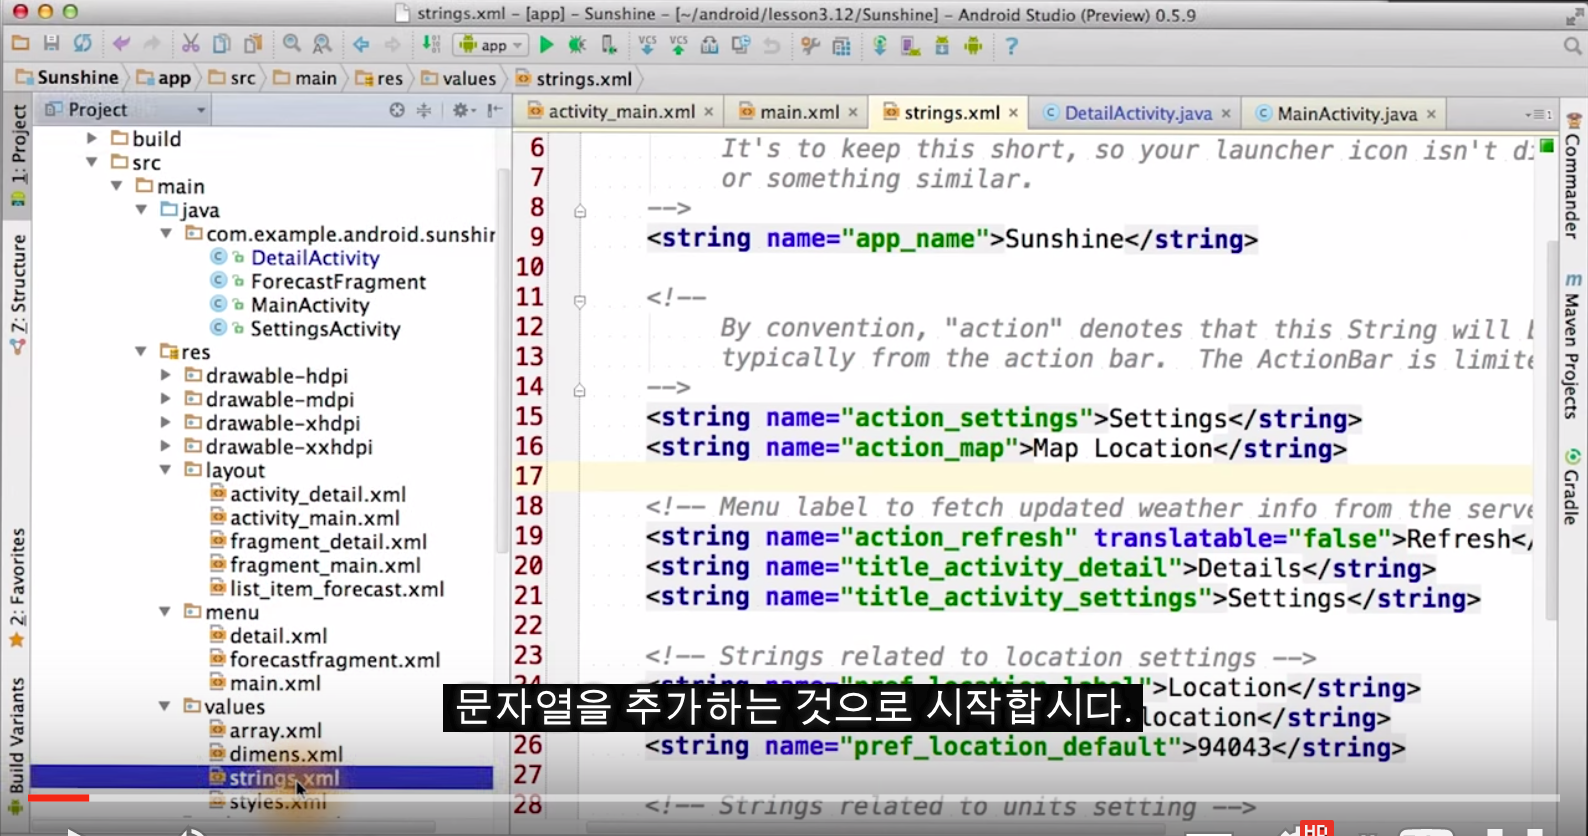 strings.xml – [app] – Sunshine – [~/android/lesson3.12/Sunshine] – Android Studio (Preview) 0.5.9
app
Sunshine app src main res values strings.xml
Project
activity_main.xml main.xml strings.xml DetailActivity.java MainActivity.java
1: Project
7: Structure
2: Favorites
Build Variants
build
src
main
java
com.example.android.sunshin
DetailActivity
ForecastFragment
MainActivity
SettingsActivity
res
drawable-hdpi
drawable-mdpi
drawable-xhdpi
drawable-xxhdpi
layout
activity_detail.xml
activity_main.xml
fragment_detail.xml
fragment_main.xml
list_item_forecast.xml
menu
detail.xml
forecastfragment.xml
main.xml
values
array.xml
dimens.xml
strings.xml
styles.xml
6 It's to keep this short, so your launcher icon isn't di
7 or something similar.
8 -->
9 <string name="app_name">Sunshine</string>
10
11 <!--
12 By convention, "action" denotes that this String will b
13 typically from the action bar.  The ActionBar is limite
14 -->
15 <string name="action_settings">Settings</string>
16 <string name="action_map">Map Location</string>
17
18 <!-- Menu label to fetch updated weather info from the serve
19 <string name="action_refresh" translatable="false">Refresh</
20 <string name="title_activity_detail">Details</string>
21 <string name="title_activity_settings">Settings</string>
22
23 <!-- Strings related to location settings -->
24 <string name="pref_location_label">Location</string>
location</string>
26 <string name="pref_location_default">94043</string>
27
28 <!-- Strings related to units setting -->
문자열을 추가하는 것으로 시작합시다.
Commander
Maven Projects
Gradle
HD